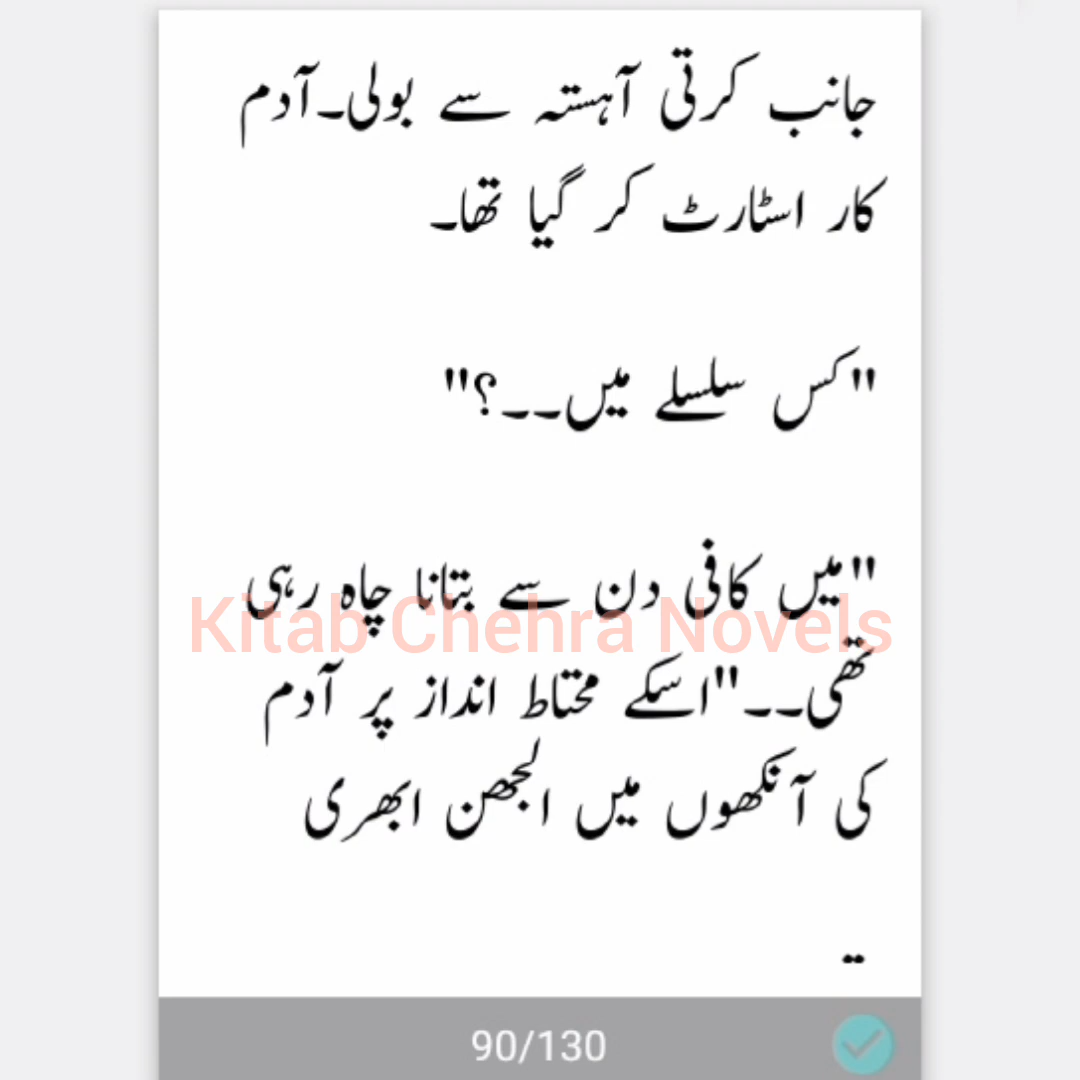 جانب کرتی آہستہ سے بولی۔آدم
کار اسٹارٹ کر گیا تھا۔
"کس سلسلے میں۔۔؟"
"میں کافی دن سے بتانا چاہ رہی
Kitab Chehra Novels
تھی۔۔"اسکے محتاط انداز پر آدم
کی آنکھوں میں الجھن ابھری
۔
90/130